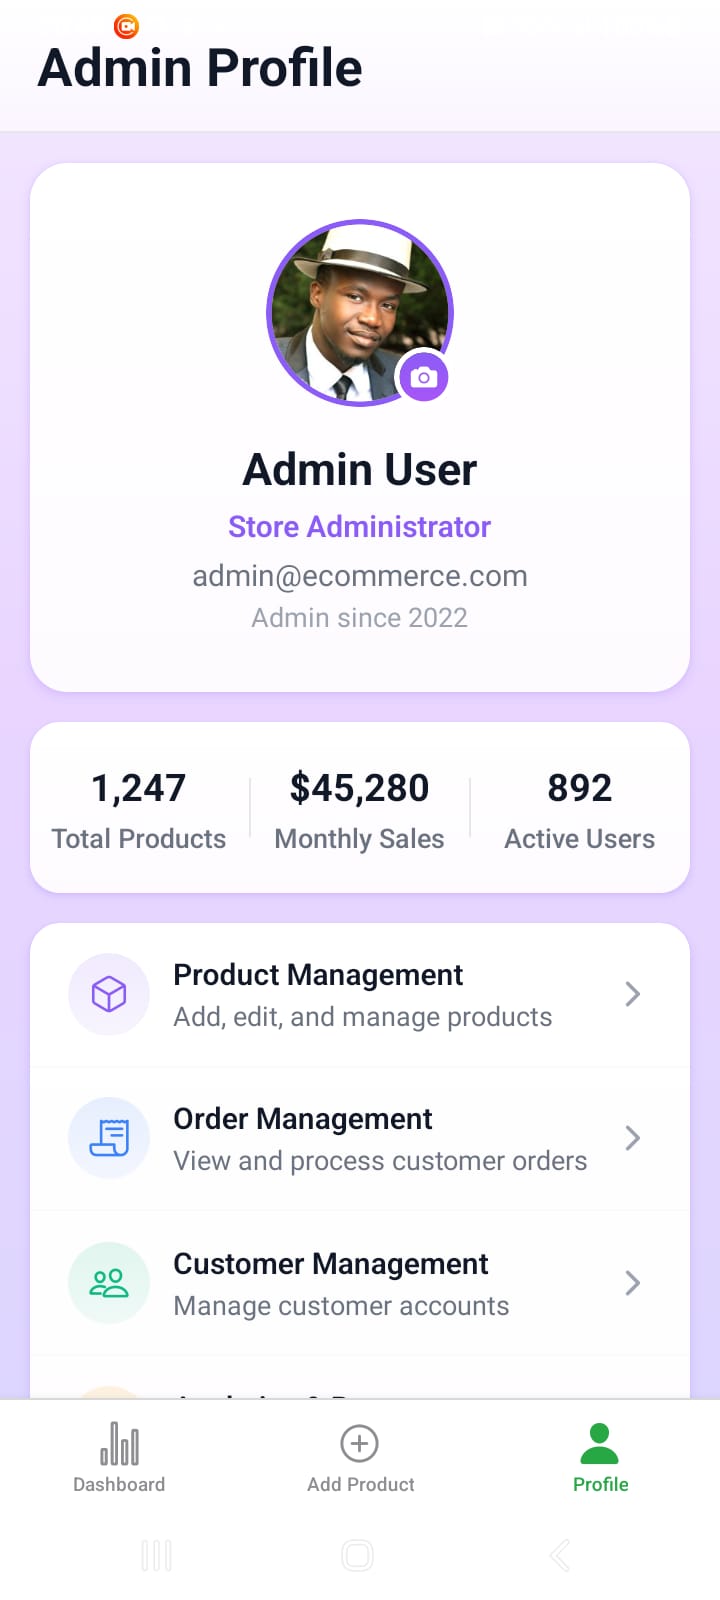 Admin Profile
Admin User
Store Administrator
admin@ecommerce.com
Admin since 2022
1,247
Total Products
$45,280
Monthly Sales
892
Active Users
Product Management
Add, edit, and manage products
Order Management
View and process customer orders
Customer Management
Manage customer accounts
Dashboard
Add Product
Profile